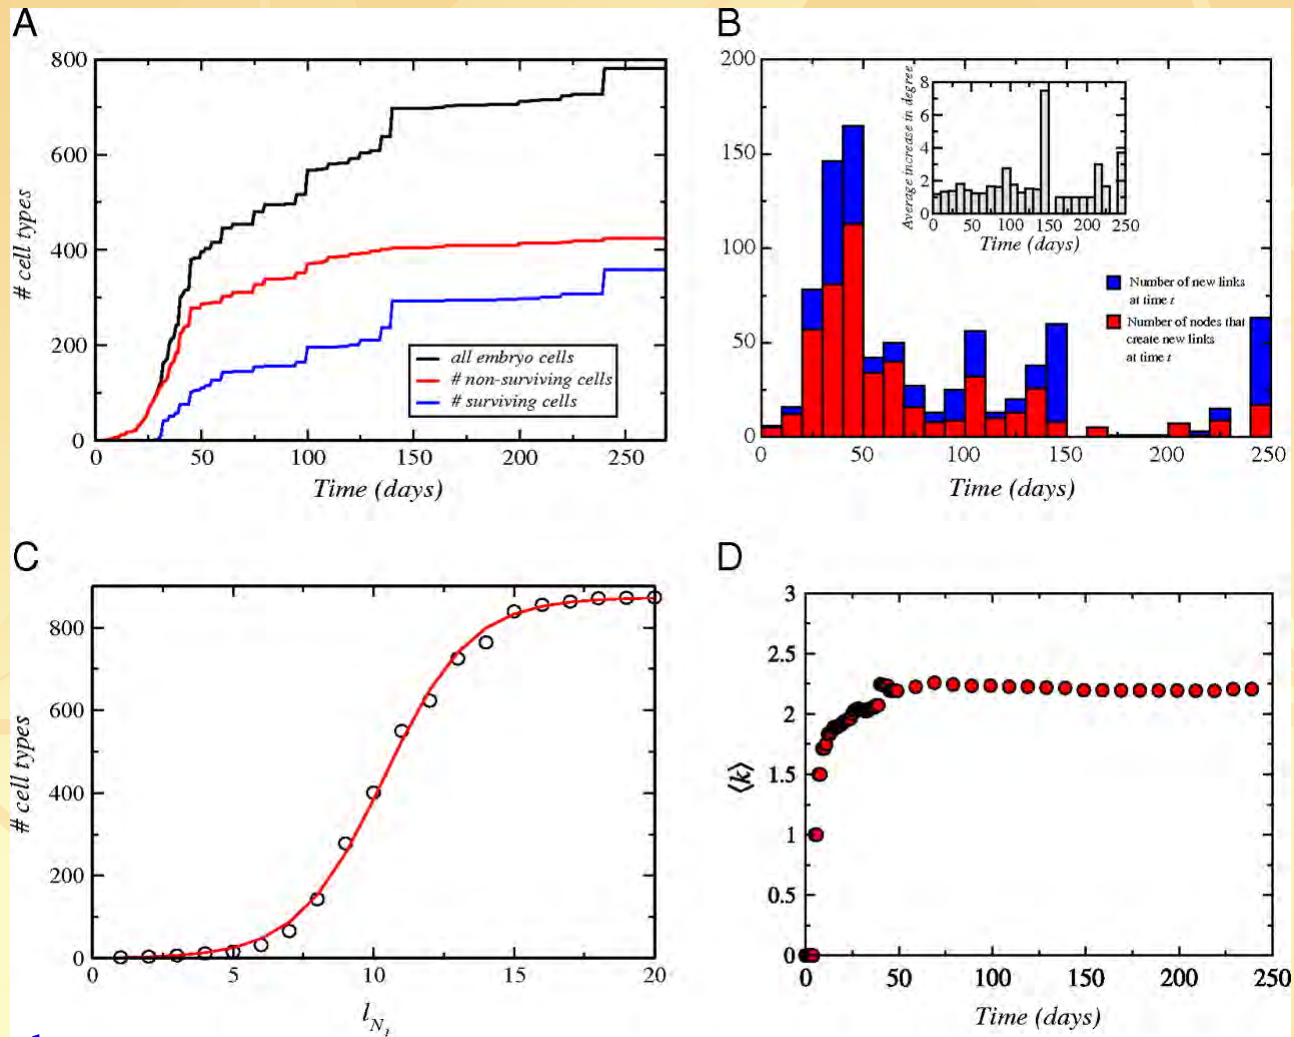 A
800
600
400
200
0
# cell types
all embryo cells
# non-surviving cells
# surviving cells
0 50 100 150 200 250
Time (days)
B
200
150
100
50
0
Average increase in degree
8
6
4
2
0
0 50 100 150 200 250
Time (days)
Number of new links
at time t
Number of nodes that
create new links
at time t
0 50 100 150 200 250
Time (days)
C
800
600
400
200
0
# cell types
0 5 10 15 20
l_N_t
D
3
2.5
2
1.5
1
0.5
0
⟨k⟩
0 50 100 150 200 250
Time (days)